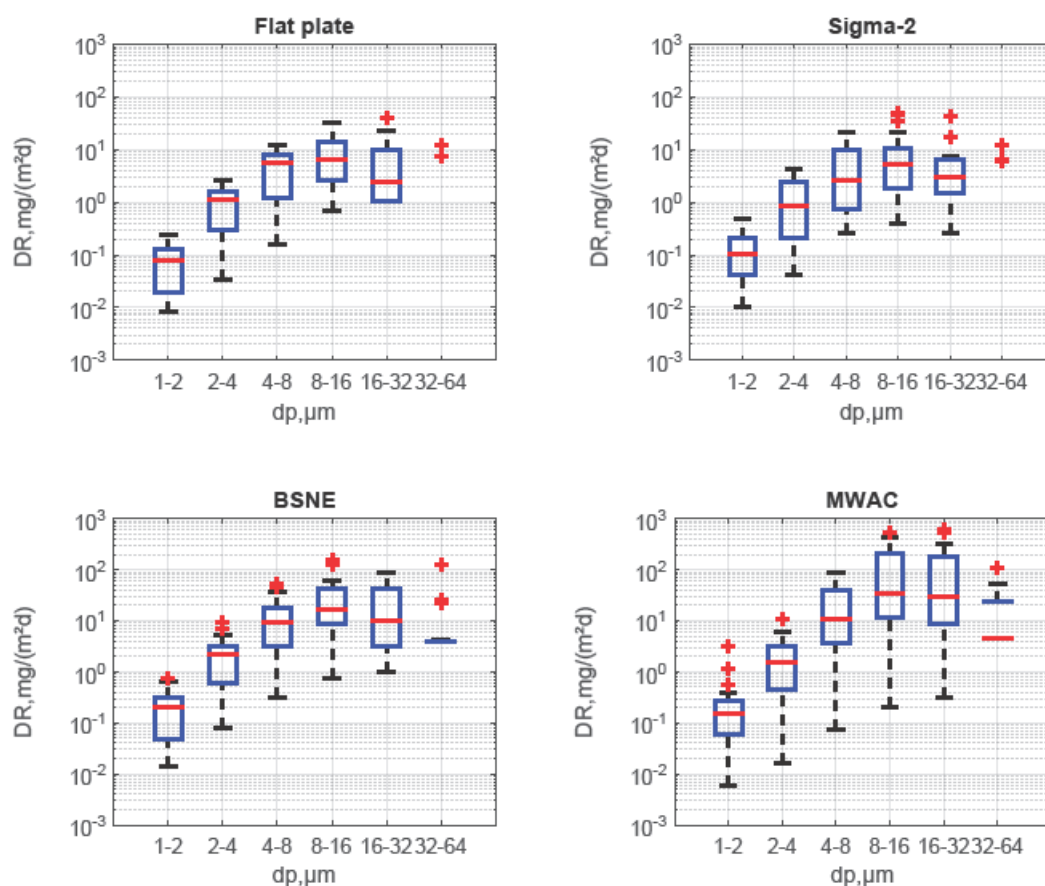 Flat plate
10³
10²
10¹
10⁰
10⁻¹
10⁻²
10⁻³
DR,mg/(m²d)
1-2 2-4 4-8 8-16 16-32 32-64
dp,µm
Sigma-2
10³
10²
10¹
10⁰
10⁻¹
10⁻²
10⁻³
DR,mg/(m²d)
1-2 2-4 4-8 8-16 16-32 32-64
dp,µm
BSNE
10³
10²
10¹
10⁰
10⁻¹
10⁻²
10⁻³
DR,mg/(m²d)
1-2 2-4 4-8 8-16 16-32 32-64
dp,µm
MWAC
10³
10²
10¹
10⁰
10⁻¹
10⁻²
10⁻³
DR,mg/(m²d)
1-2 2-4 4-8 8-16 16-32 32-64
dp,µm